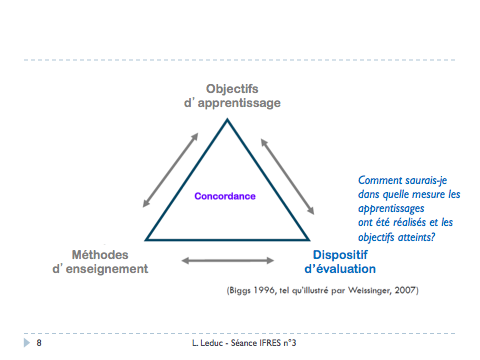 Objectifs
d’apprentissage
Concordance
Comment saurais-je
dans quelle mesure les
apprentissages
ont été réalisés et les
objectifs atteints?
Méthodes
d’enseignement
Dispositif
d’évaluation
(Biggs 1996, tel qu'illustré par Weissinger, 2007)
8
L. Leduc - Séance IFRES n°3